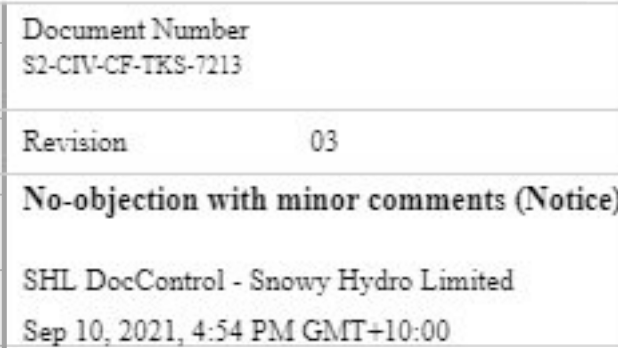 Document Number
S2-CIV-CF-TKS-7213
Revision 03
No-objection with minor comments (Notice)
SHL DocControl - Snowy Hydro Limited
Sep 10, 2021, 4:54 PM GMT+10:00